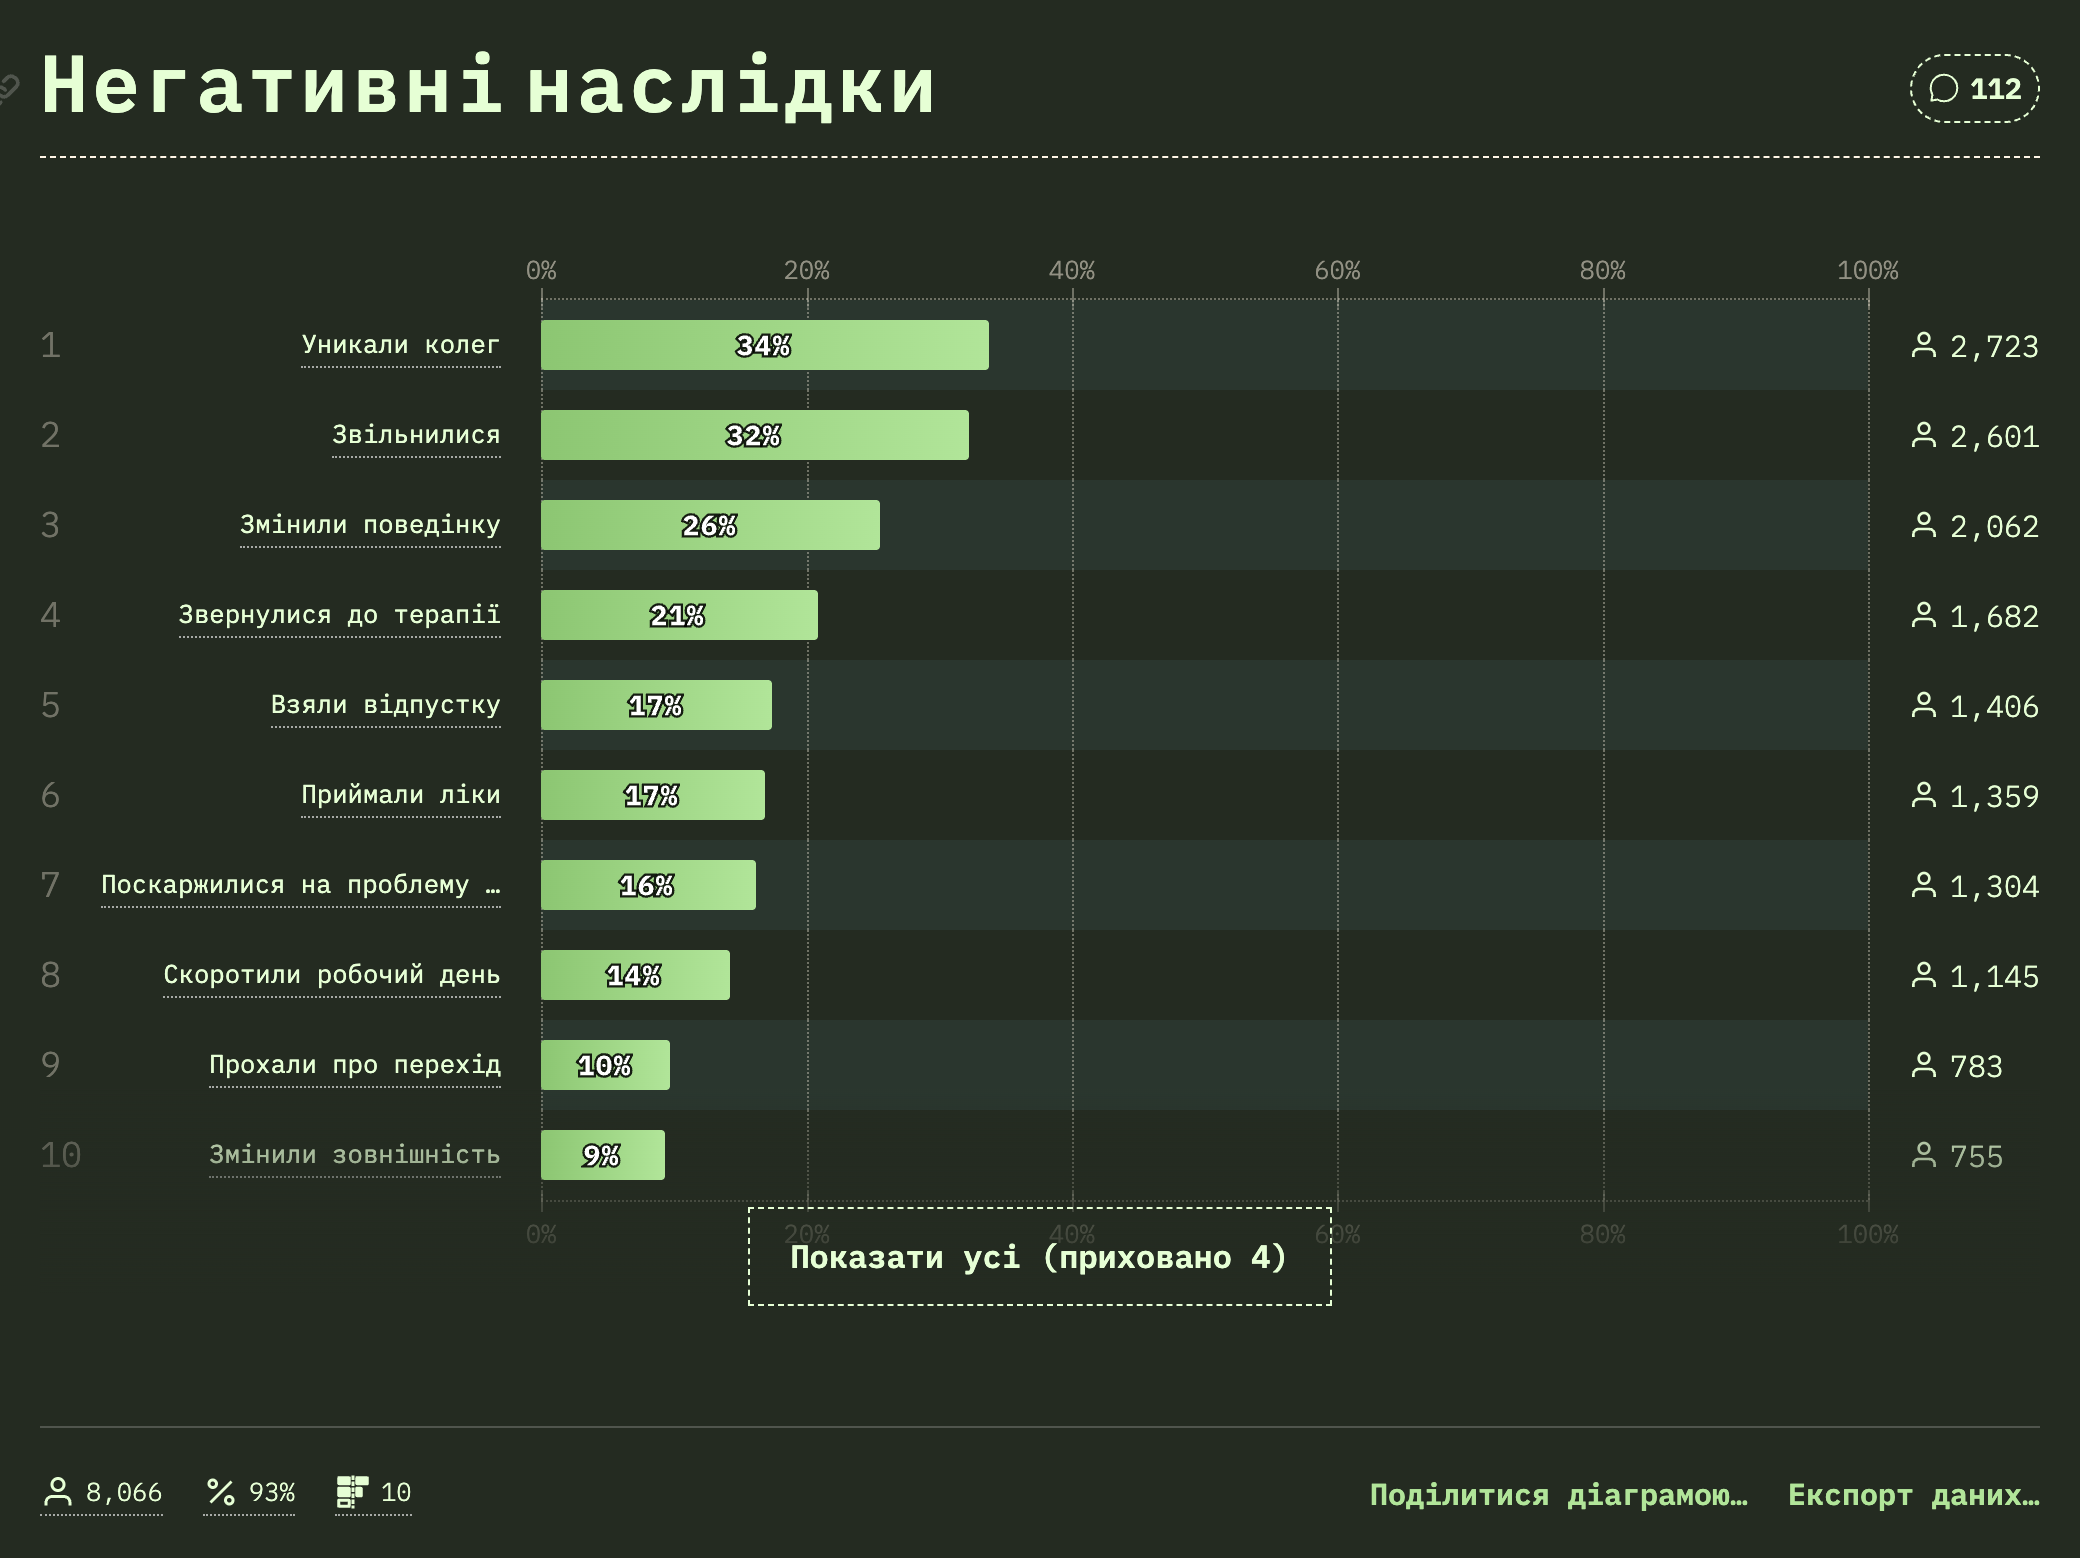 Негативні наслідки
112
0% 20% 40% 60% 80% 100%
1 Уникали колег 34% 2,723
2 Звільнилися 32% 2,601
3 Змінили поведінку 26% 2,062
4 Звернулися до терапії 21% 1,682
5 Взяли відпустку 17% 1,406
6 Приймали ліки 17% 1,359
7 Поскаржилися на проблему … 16% 1,304
8 Скоротили робочий день 14% 1,145
9 Прохали про перехід 10% 783
10 Змінили зовнішність 9% 755
0% 20% 40% 60% 80% 100%
Показати усі (приховано 4)
8,066 93% 10 Поділитися діаграмою… Експорт даних…